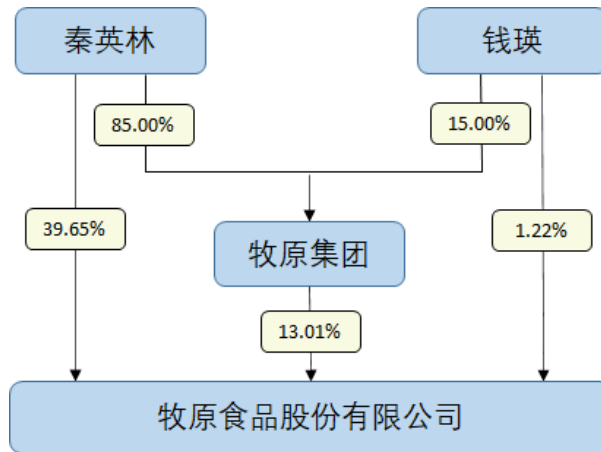 秦英林
钱瑛
85.00%
15.00%
39.65%
牧原集团
1.22%
13.01%
牧原食品股份有限公司